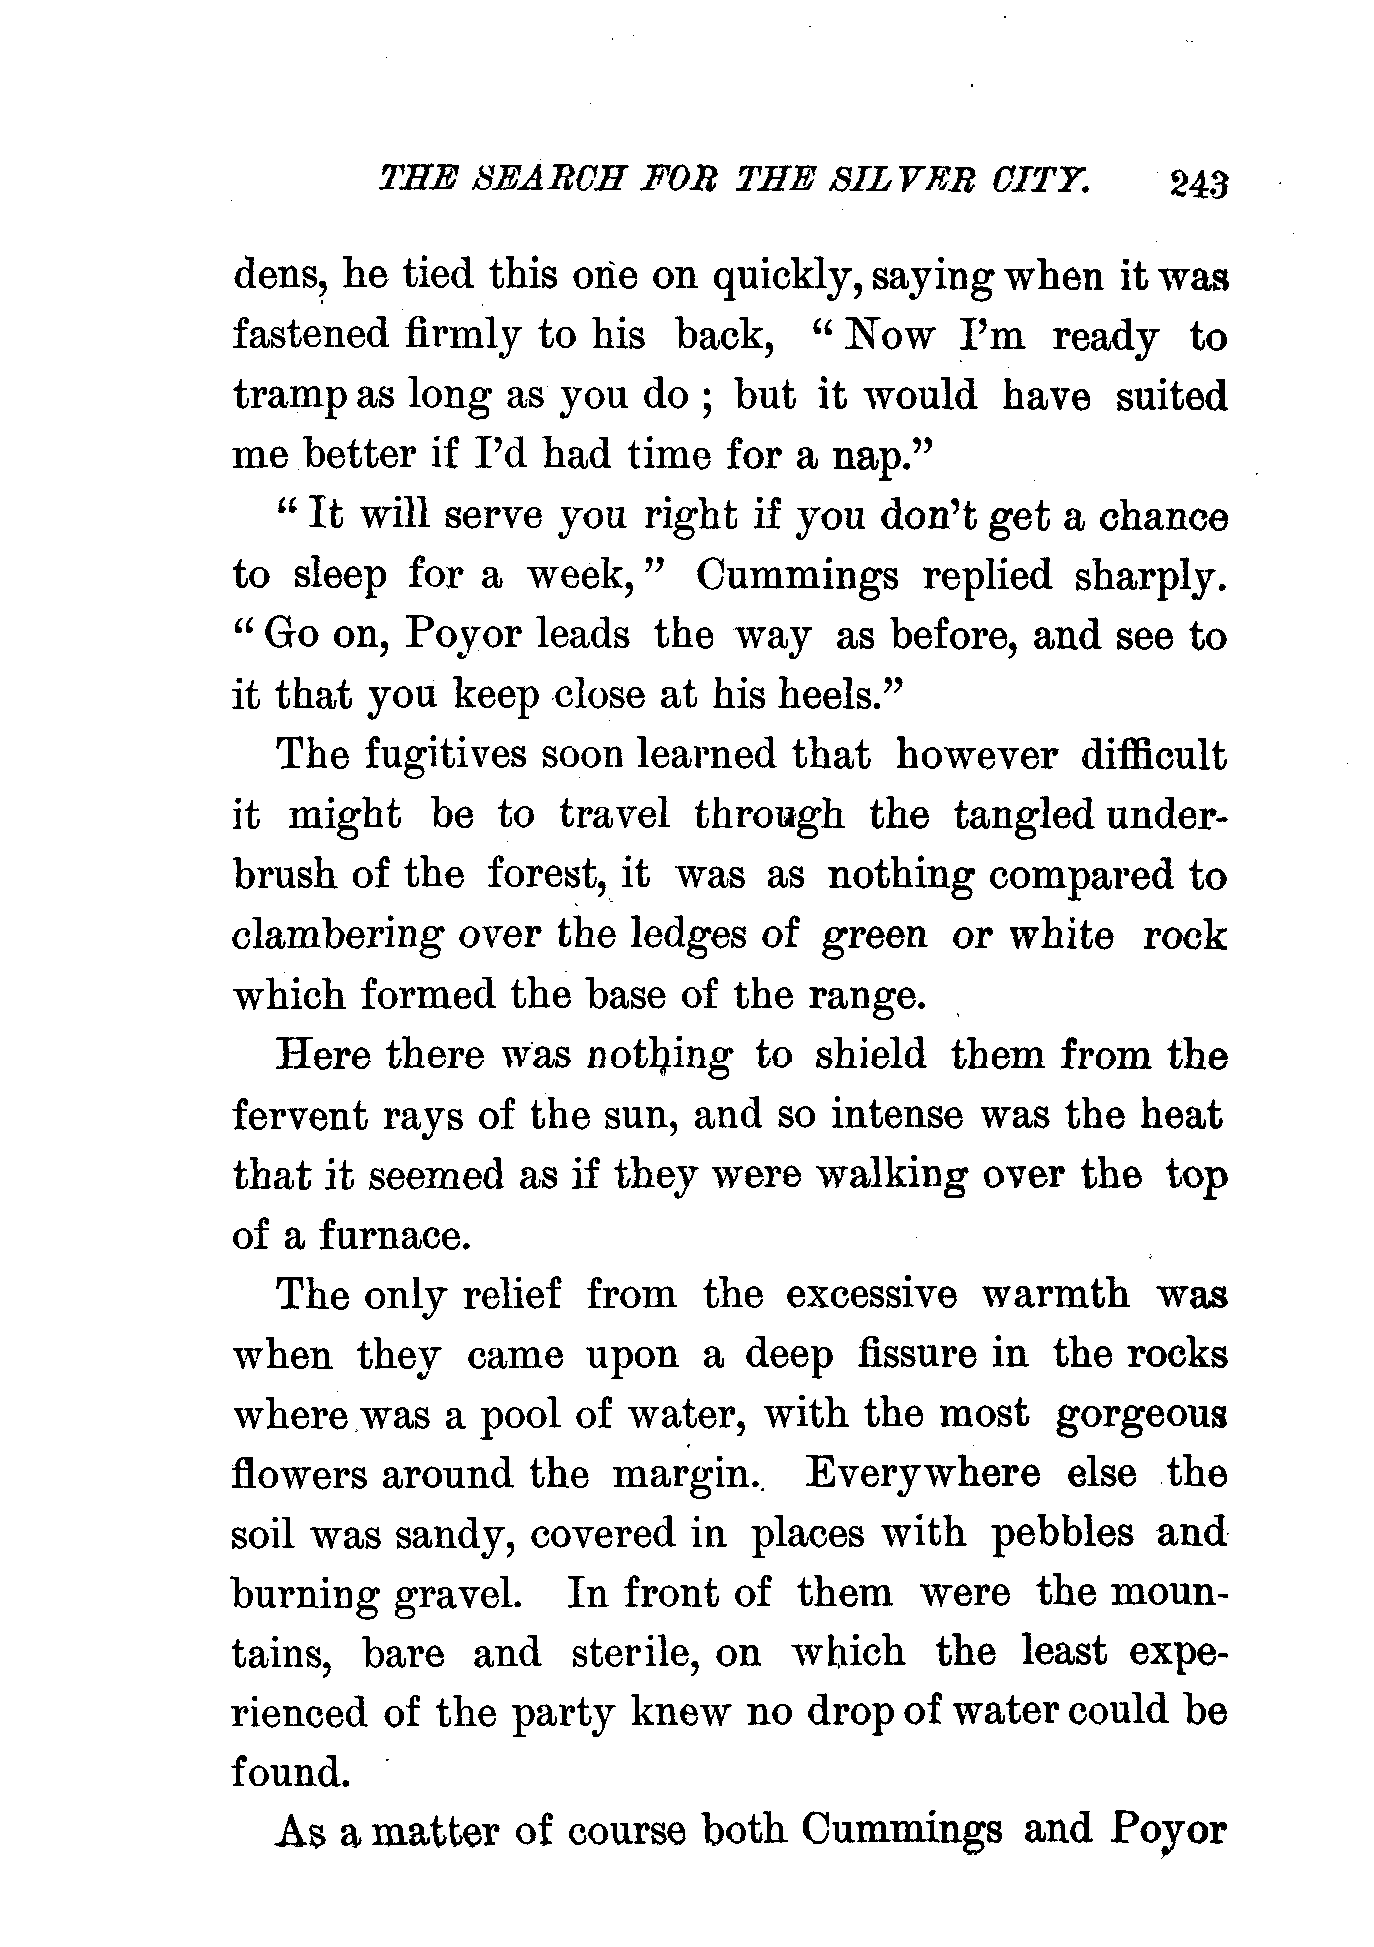 THE SEARCH FOR THE SILVER CITY. 243
dens, he tied this one on quickly, saying when it was
fastened firmly to his back, “ Now I’m ready to
tramp as long as you do ; but it would have suited
me better if I’d had time for a nap.”
“ It will serve you right if you don’t get a chance
to sleep for a week, ” Cummings replied sharply.
“ Go on, Poyor leads the way as before, and see to
it that you keep close at his heels.”
The fugitives soon learned that however difficult
it might be to travel through the tangled under-
brush of the forest, it was as nothing compared to
clambering over the ledges of green or white rock
which formed the base of the range.
Here there was nothing to shield them from the
fervent rays of the sun, and so intense was the heat
that it seemed as if they were walking over the top
of a furnace.
The only relief from the excessive warmth was
when they came upon a deep fissure in the rocks
where was a pool of water, with the most gorgeous
flowers around the margin. Everywhere else the
soil was sandy, covered in places with pebbles and
burning gravel. In front of them were the moun-
tains, bare and sterile, on which the least expe-
rienced of the party knew no drop of water could be
found.
As a matter of course both Cummings and Poyor